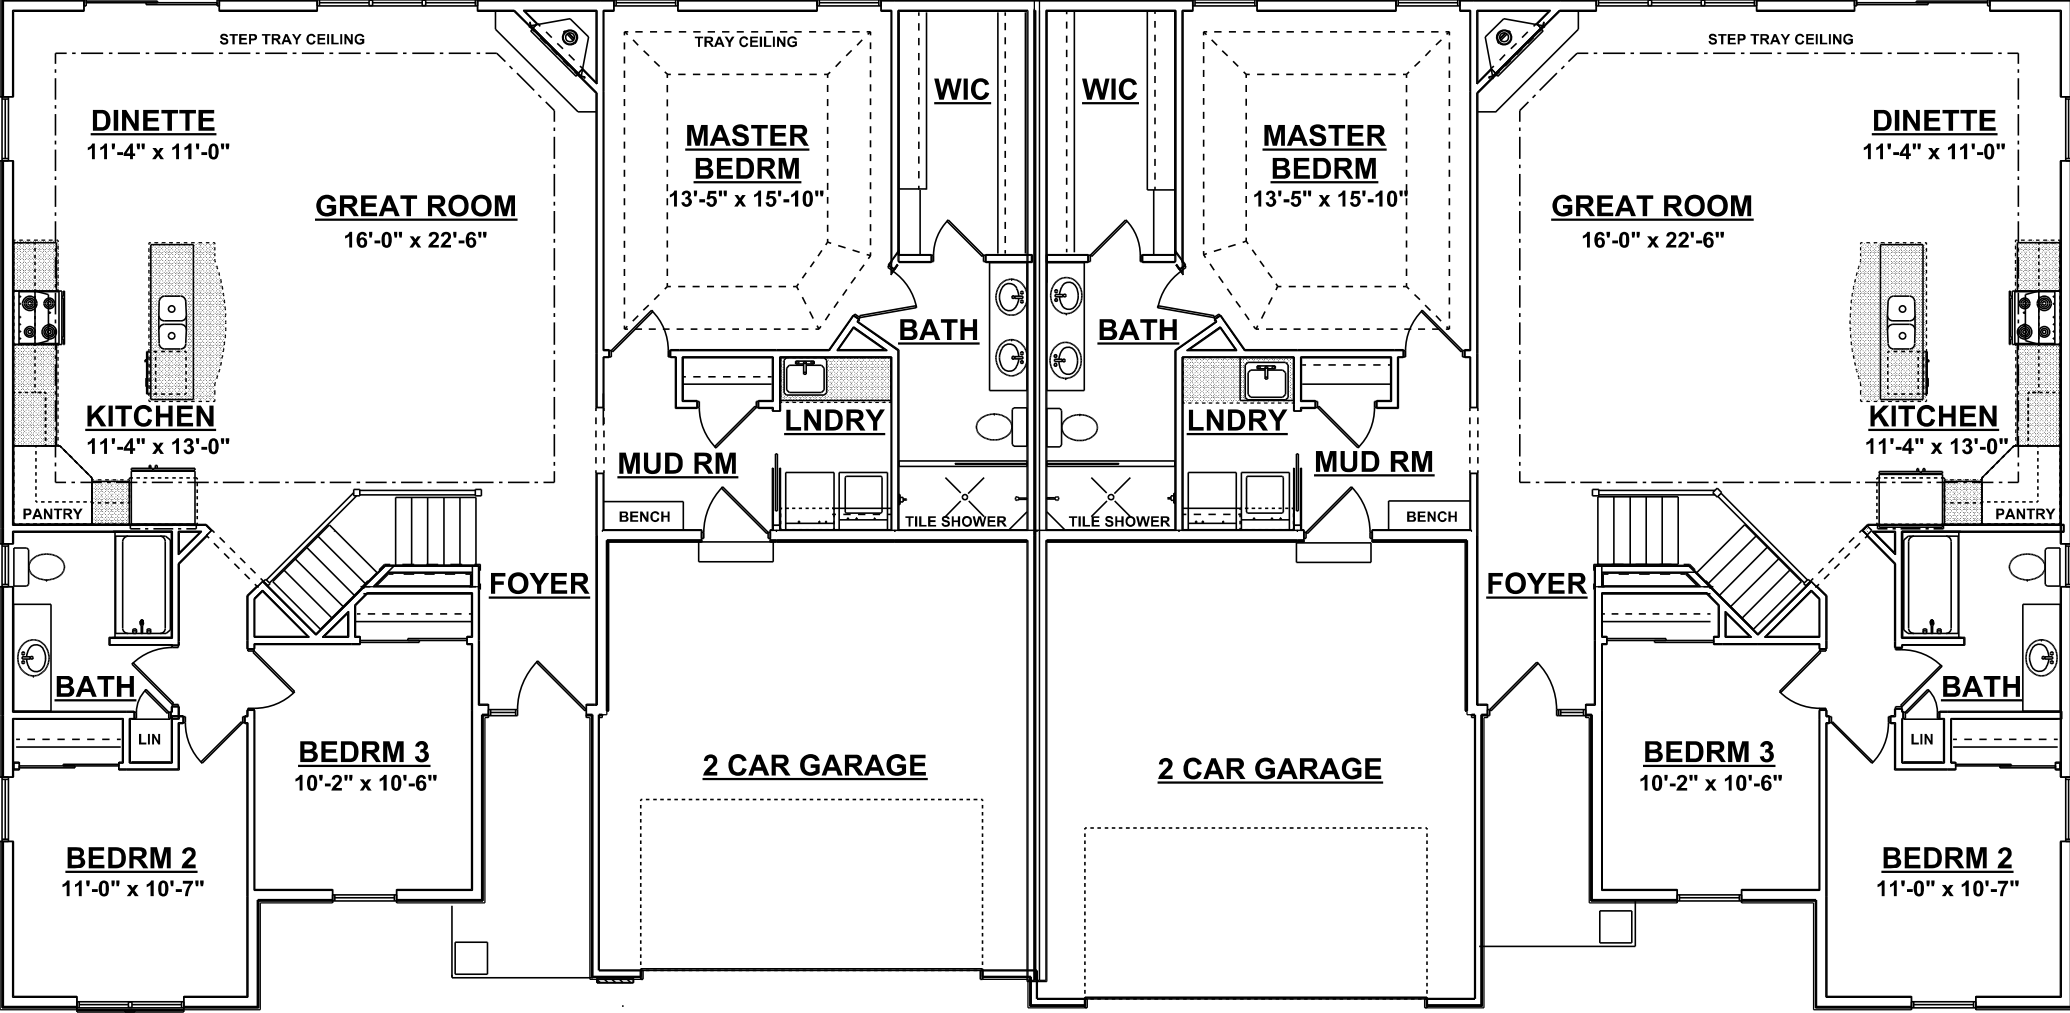 STEP TRAY CEILING
TRAY CEILING
STEP TRAY CEILING
WIC
WIC
DINETTE
11'-4" x 11'-0"
MASTER
BEDRM
13'-5" x 15'-10"
MASTER
BEDRM
13'-5" x 15'-10"
DINETTE
11'-4" x 11'-0"
GREAT ROOM
16'-0" x 22'-6"
GREAT ROOM
16'-0" x 22'-6"
BATH
BATH
KITCHEN
11'-4" x 13'-0"
LNDRY
LNDRY
KITCHEN
11'-4" x 13'-0"
MUD RM
MUD RM
PANTRY
BENCH
TILE SHOWER
TILE SHOWER
BENCH
PANTRY
FOYER
FOYER
BATH
BATH
LIN
BEDRM 3
10'-2" x 10'-6"
2 CAR GARAGE
2 CAR GARAGE
BEDRM 3
10'-2" x 10'-6"
LIN
BEDRM 2
11'-0" x 10'-7"
BEDRM 2
11'-0" x 10'-7"